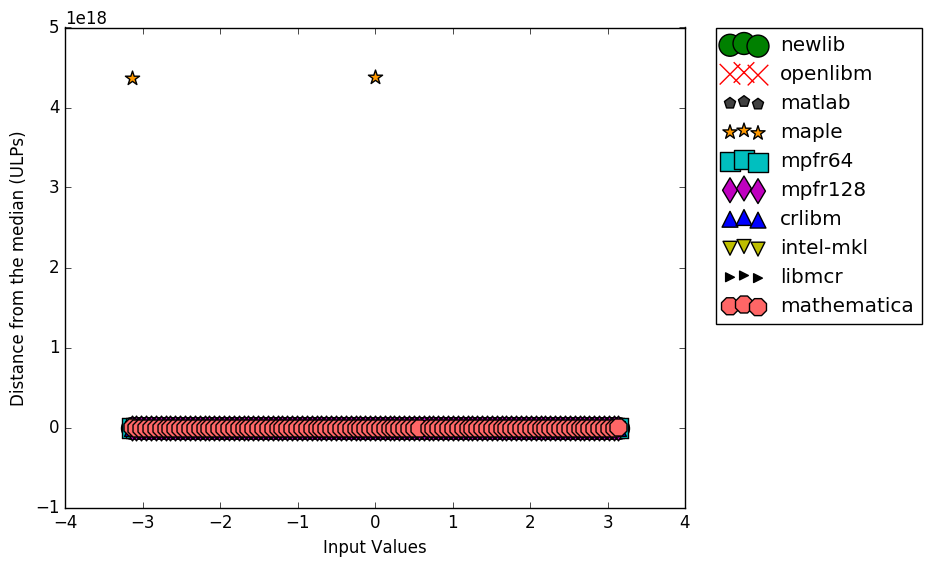 1e18
5
4
3
2
1
0
−1
−4
−3
−2
−1
0
1
2
3
4
Distance from the median (ULPs)
Input Values
newlib
openlibm
matlab
maple
mpfr64
mpfr128
crlibm
intel-mkl
libmcr
mathematica